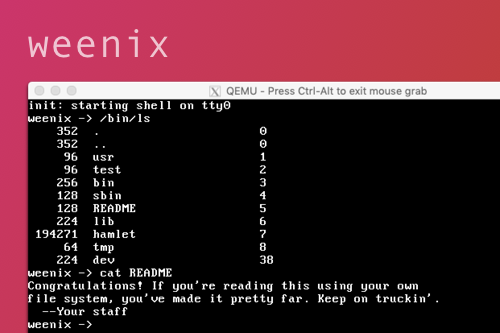 weenix
QEMU - Press Ctrl-Alt to exit mouse grab
init: starting shell on tty0
weenix -> /bin/ls
352 . 0
352 .. 0
96 usr 1
96 test 2
256 bin 3
128 sbin 4
128 README 5
224 lib 6
194271 hamlet 7
64 tmp 8
224 dev 38
weenix -> cat README
Congratulations! If you're reading this using your own
file system, you've made it pretty far. Keep on truckin'.
--Your staff
weenix ->